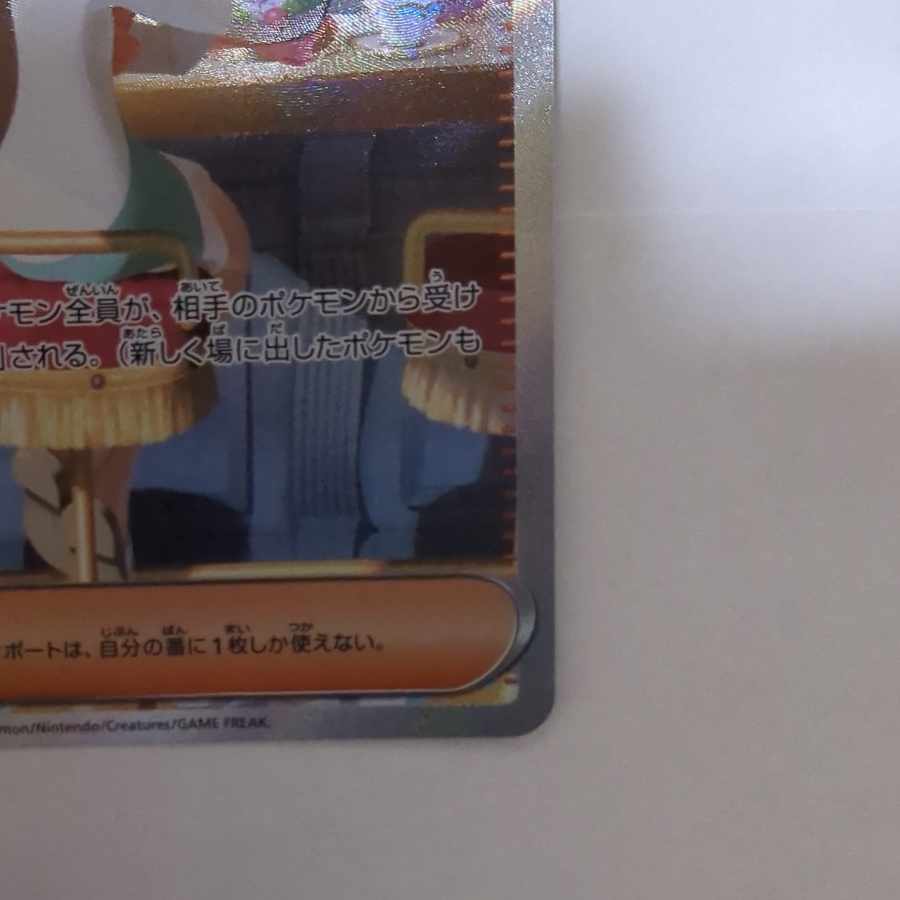 ケモン全員が、相手のポケモンから受け
される。(新しく場に出したポケモンも
ポートは、自分の番に1枚しか使えない。
mon/Nintendo/Creatures/GAME FREAK.